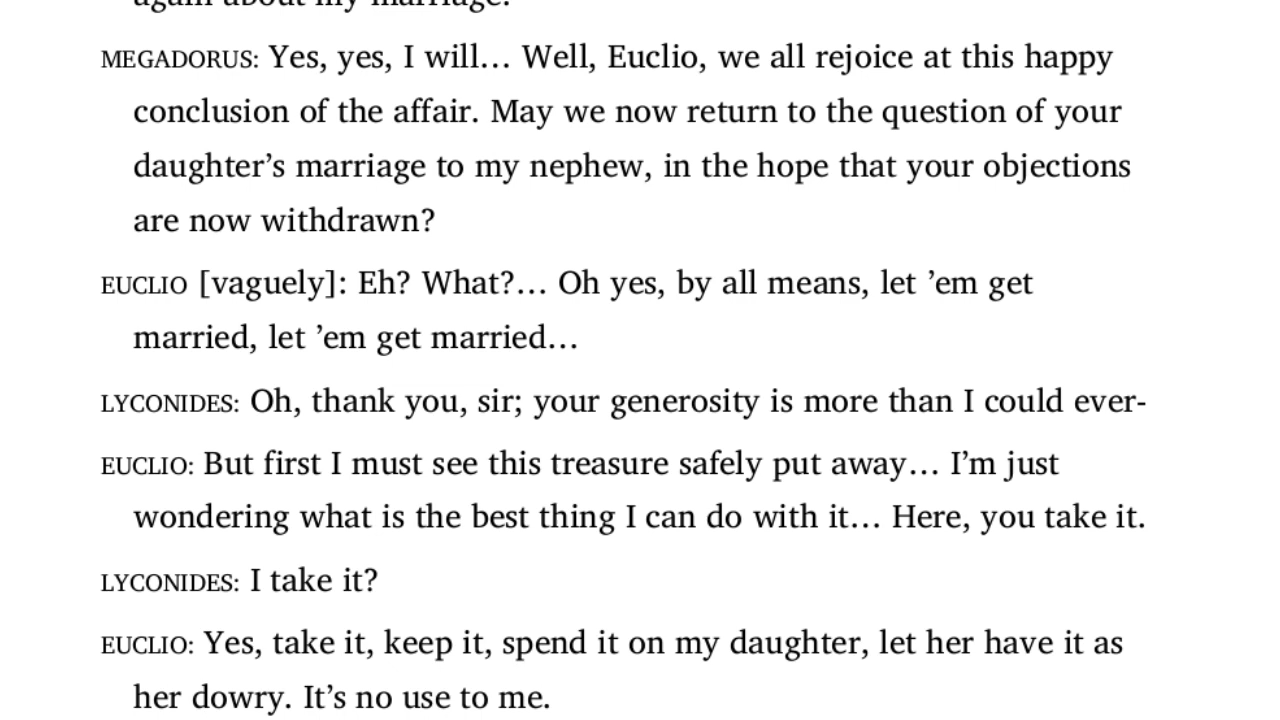 again about my marriage.
MEGADORUS: Yes, yes, I will… Well, Euclio, we all rejoice at this happy
conclusion of the affair. May we now return to the question of your
daughter’s marriage to my nephew, in the hope that your objections
are now withdrawn?
EUCLIO [vaguely]: Eh? What?… Oh yes, by all means, let ’em get
married, let ’em get married…
LYCONIDES: Oh, thank you, sir; your generosity is more than I could ever-
EUCLIO: But first I must see this treasure safely put away… I’m just
wondering what is the best thing I can do with it… Here, you take it.
LYCONIDES: I take it?
EUCLIO: Yes, take it, keep it, spend it on my daughter, let her have it as
her dowry. It’s no use to me.